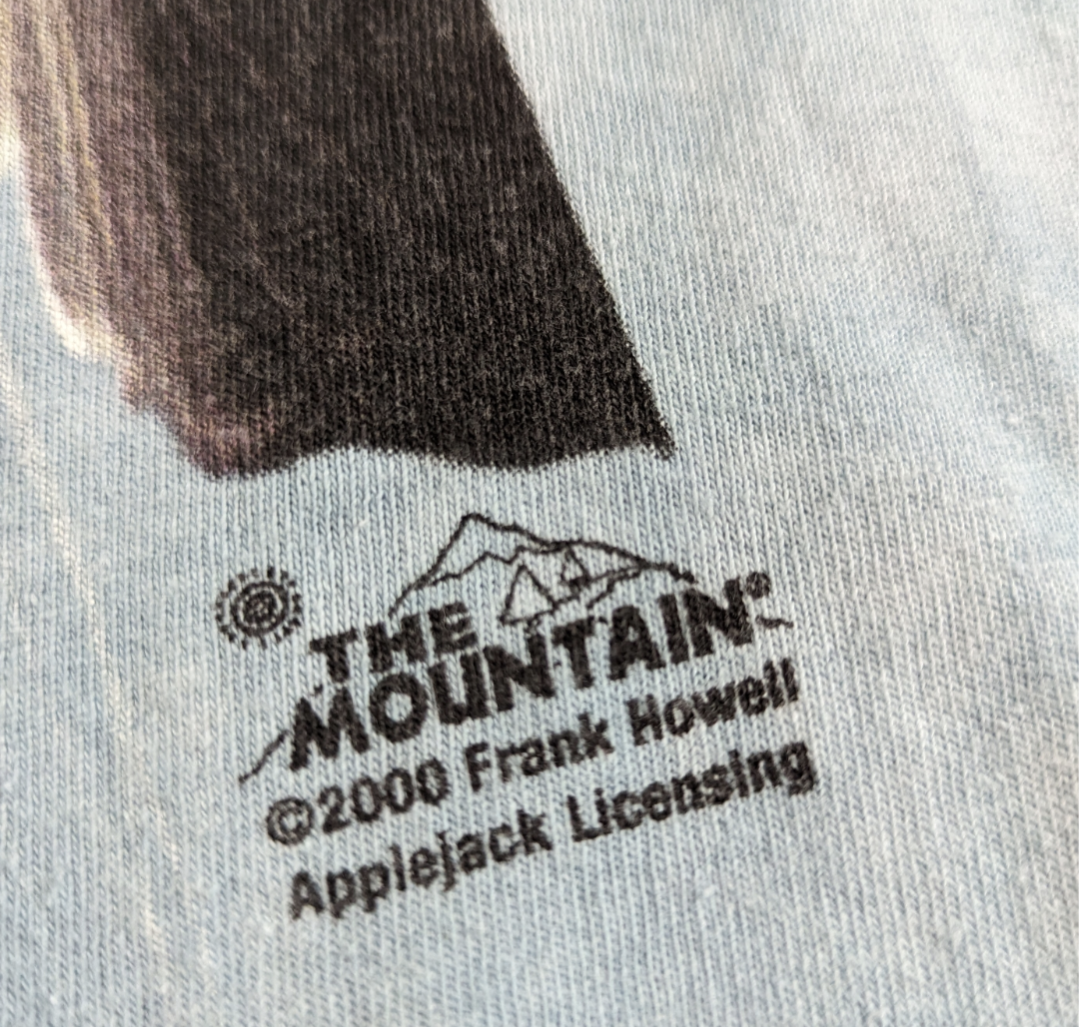 THE
MOUNTAIN®
©2000 Frank Howell
Applejack Licensing